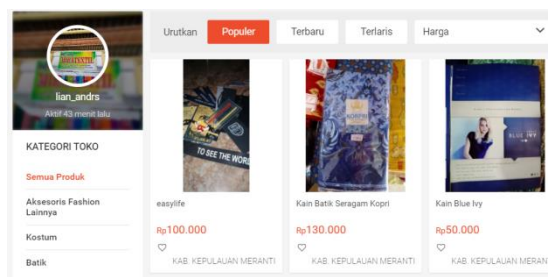 Urutkan
Populer
Terbaru
Terlaris
Harga
lian_andrs
Aktif 43 menit lalu
KATEGORI TOKO
Semua Produk
Aksesoris Fashion
Lainnya
Kostum
Batik
TO SEE THE WORL
KORPRI
BLUE IVY
easylife
Kain Batik Seragam Kopri
Kain Blue Ivy
Rp100.000
Rp130.000
Rp50.000
KAB. KEPULAUAN MERANTI
KAB. KEPULAUAN MERANTI
KAB. KEPULAUAN MERAN